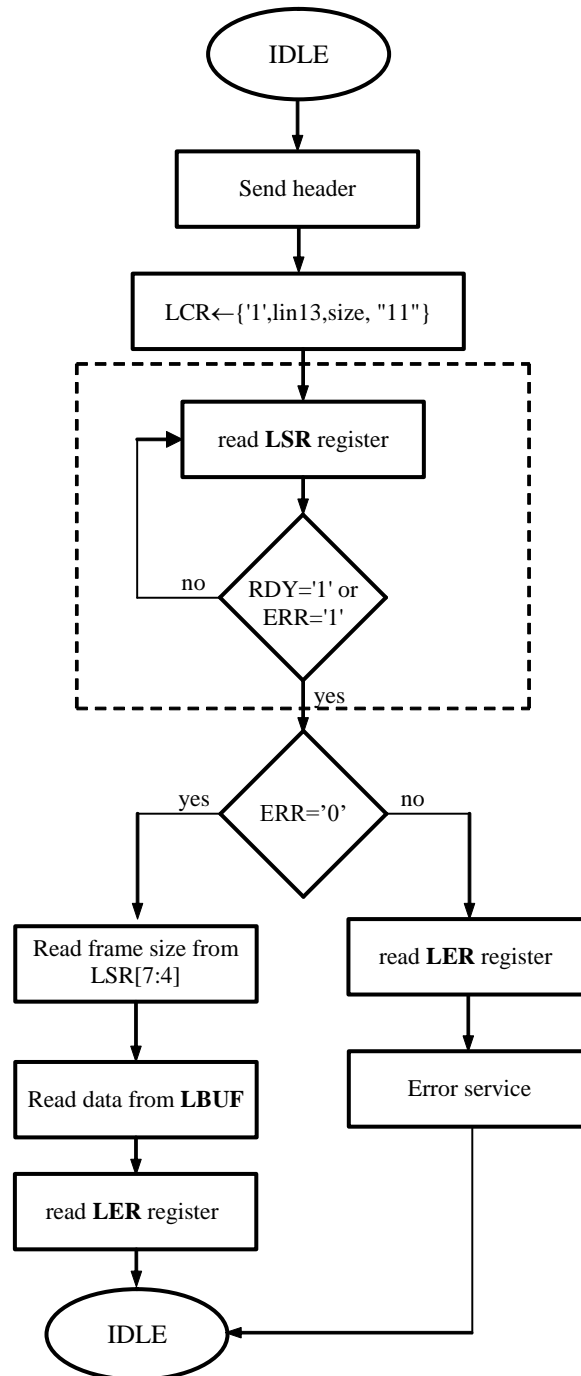 IDLE
Send header
LCR←{'1',lin13,size, "11"}
read LSR register
no
RDY='1' or
ERR='1'
yes
yes
ERR=’0’
no
Read frame size from
LSR[7:4]
read LER register
Read data from LBUF
Error service
read LER register
IDLE